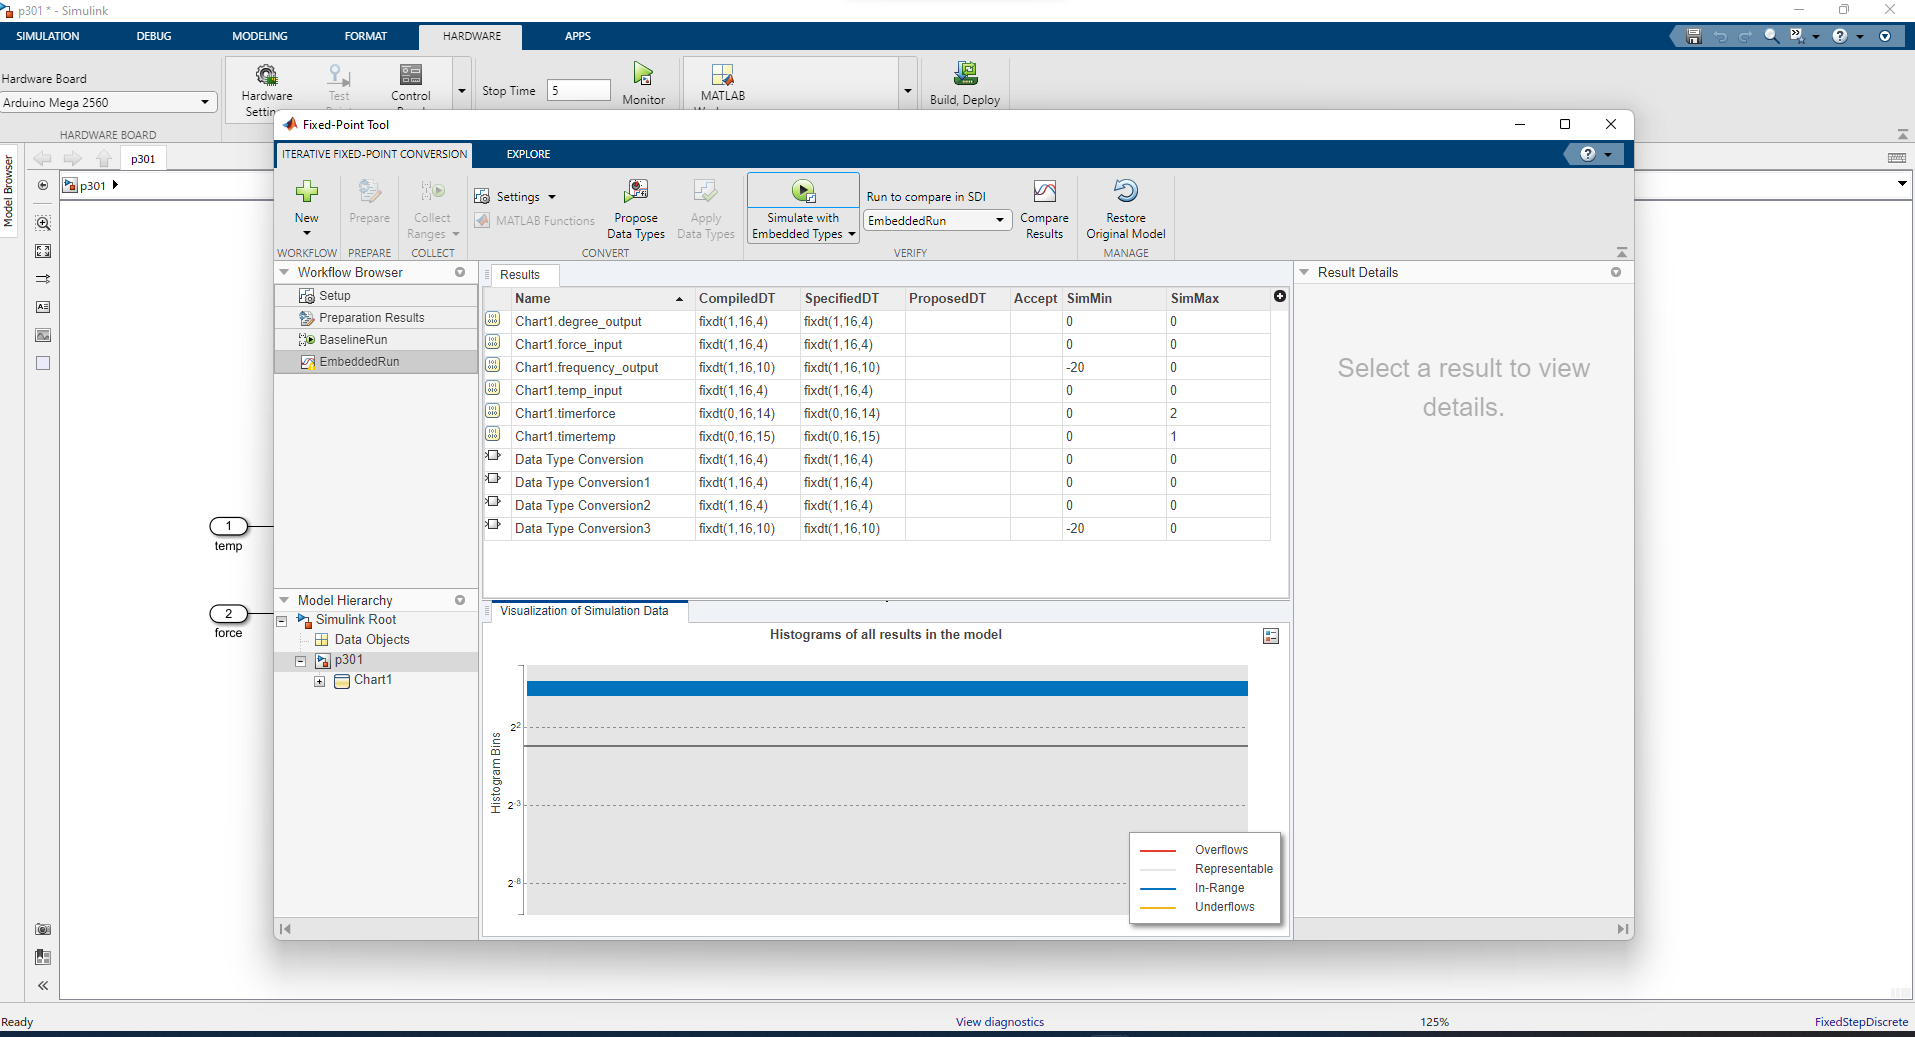 p301 * - Simulink
SIMULATION DEBUG MODELING FORMAT HARDWARE APPS
Hardware Board
Arduino Mega 2560
HARDWARE BOARD
Hardware
Test
Control
Stop Time 5
Monitor
MATLAB
Build, Deploy
Fixed-Point Tool
ITERATIVE FIXED-POINT CONVERSION EXPLORE
New
WORKFLOW
Prepare
PREPARE
Collect
Ranges
COLLECT
Settings
MATLAB Functions
Propose
Data Types
Apply
Data Types
CONVERT
Simulate with
Embedded Types
Run to compare in SDI
EmbeddedRun
Compare
Results
VERIFY
Restore
Original Model
MANAGE
Model Browser
p301
p301
Workflow Browser
Setup
Preparation Results
BaselineRun
EmbeddedRun
Results
Name CompiledDT SpecifiedDT ProposedDT Accept SimMin SimMax
Chart1.degree_output fixdt(1,16,4) fixdt(1,16,4) 0 0
Chart1.force_input fixdt(1,16,4) fixdt(1,16,4) 0 0
Chart1.frequency_output fixdt(1,16,10) fixdt(1,16,10) -20 0
Chart1.temp_input fixdt(1,16,4) fixdt(1,16,4) 0 0
Chart1.timerforce fixdt(0,16,14) fixdt(0,16,14) 0 2
Chart1.timertemp fixdt(0,16,15) fixdt(0,16,15) 0 1
Data Type Conversion fixdt(1,16,4) fixdt(1,16,4) 0 0
Data Type Conversion1 fixdt(1,16,4) fixdt(1,16,4) 0 0
Data Type Conversion2 fixdt(1,16,4) fixdt(1,16,4) 0 0
Data Type Conversion3 fixdt(1,16,10) fixdt(1,16,10) -20 0
Result Details
Select a result to view
details.
1
temp
2
force
Model Hierarchy
Simulink Root
Data Objects
p301
Chart1
Visualization of Simulation Data
Histograms of all results in the model
Histogram Bins
2^2
2^-3
2^-8
Overflows
Representable
In-Range
Underflows
Ready View diagnostics 125% FixedStepDiscrete